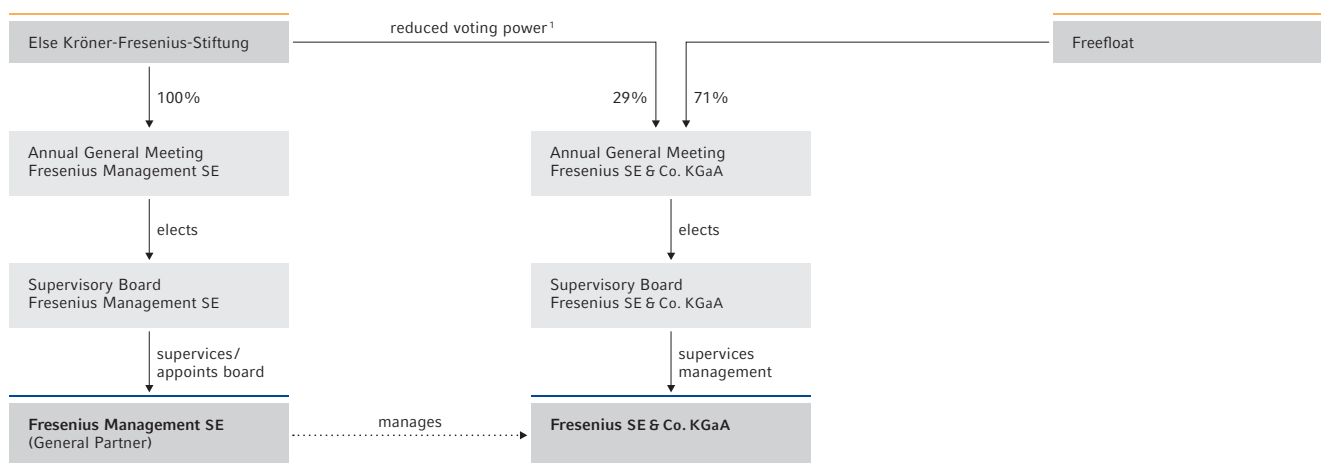 Else Kröner-Fresenius-Stiftung
reduced voting power¹
Freefloat
100%
29%
71%
Annual General Meeting
Fresenius Management SE
Annual General Meeting
Fresenius SE & Co. KGaA
elects
elects
Supervisory Board
Fresenius Management SE
Supervisory Board
Fresenius SE & Co. KGaA
supervices/
appoints board
supervices
management
Fresenius Management SE
(General Partner)
manages
Fresenius SE & Co. KGaA